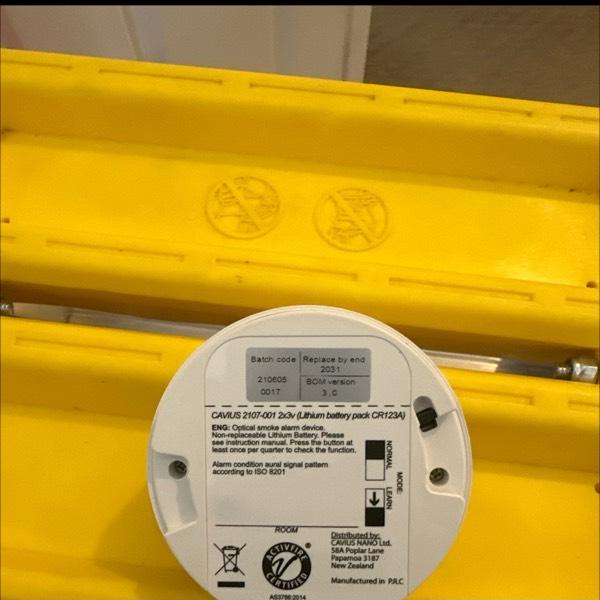 Batch code
210605
0017
Replace by end
2031
BOM version
3.0
CAVIUS 2107-001 2x3v (Lithium battery pack CR123A)
ENG: Optical smoke alarm device.
Non-replaceable Lithium Battery. Please
see instruction manual. Press the button at
least once per quarter to check the function.
Alarm condition aural signal pattern
according to ISO 8201
NORMAL
MODE:
LEARN
ROOM
ACTIVFIRE
®
CERTIFIED
AS3786:2014
Distributed by:
CAVIUS NANO Ltd.
58A Poplar Lane
Papamoa 3187
New Zealand
Manufactured in P.R.C